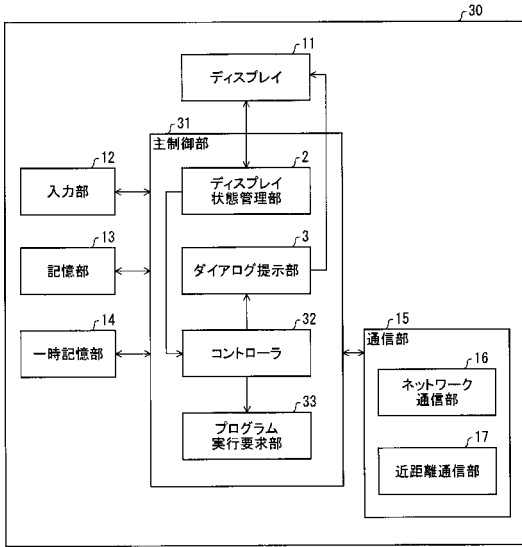 30
11
ディスプレイ
31
主制御部
12
入力部
2
ディスプレイ
状態管理部
13
記憶部
3
ダイアログ提示部
14
一時記憶部
32
コントローラ
33
プログラム
実行要求部
15
通信部
16
ネットワーク
通信部
17
近距離通信部